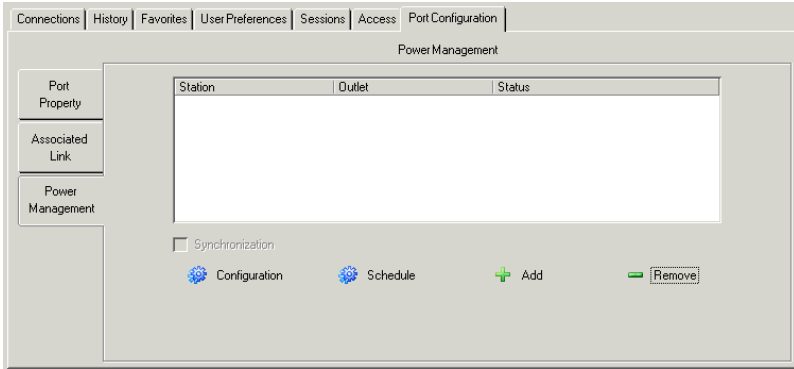 Connections History Favorites User Preferences Sessions Access Port Configuration
Power Management
Port
Property
Associated
Link
Power
Management
Station Outlet Status
Synchronization
Configuration Schedule Add Remove